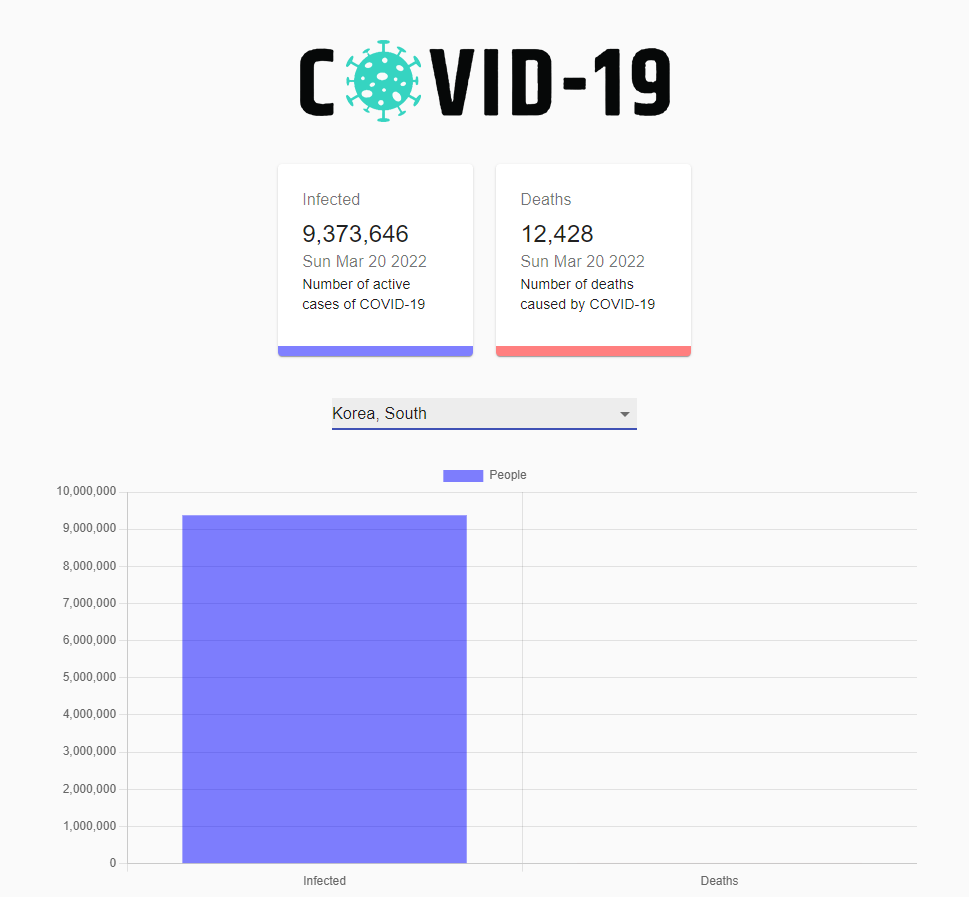 COVID-19
Infected
9,373,646
Sun Mar 20 2022
Number of active
cases of COVID-19
Deaths
12,428
Sun Mar 20 2022
Number of deaths
caused by COVID-19
Korea, South
People
10,000,000
9,000,000
8,000,000
7,000,000
6,000,000
5,000,000
4,000,000
3,000,000
2,000,000
1,000,000
0
Infected
Deaths